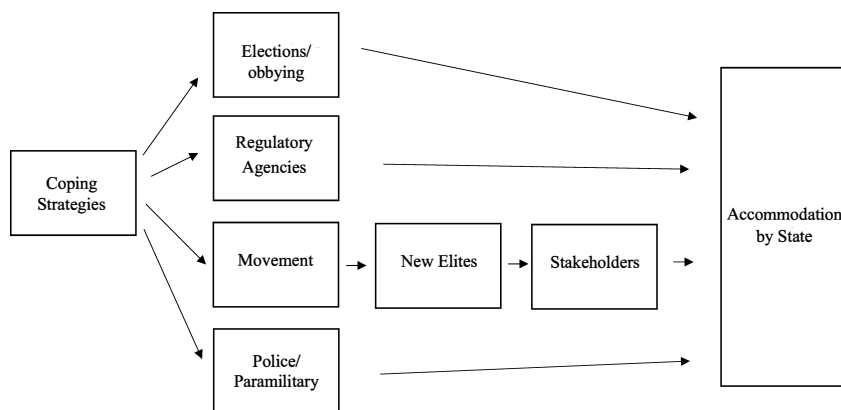 Elections/
obbying
Regulatory
Agencies
Coping
Strategies
Movement
New Elites
Stakeholders
Accommodation
by State
Police/
Paramilitary